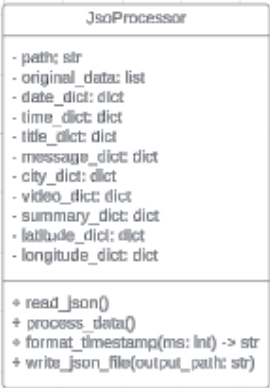 JsoProcessor
- path: str
- original_data: list
- date_dict: dict
- time_dict: dict
- title_dict: dict
- message_dict: dict
- city_dict: dict
- video_dict: dict
- summary_dict: dict
- latitude_dict: dict
- longitude_dict: dict
+ read_json()
+ process_data()
+ format_timestamp(ms: int) -> str
+ write_json_file(output_path: str)